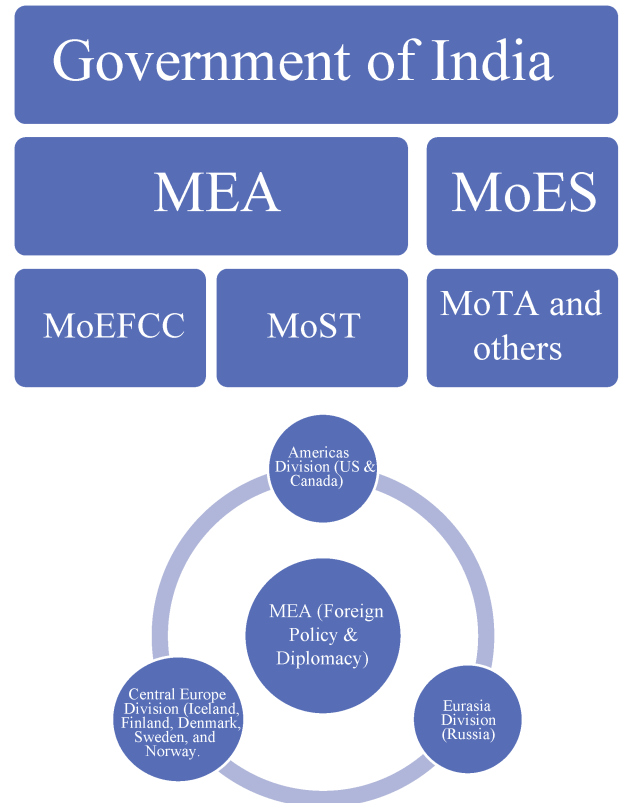 Government of India
MEA
MoES
MoEFCC
MoST
MoTA and
others
Americas
Division (US &
Canada)
MEA (Foreign
Policy &
Diplomacy)
Central Europe
Division (Iceland,
Finland, Denmark,
Sweden, and
Norway.
Eurasia
Division
(Russia)